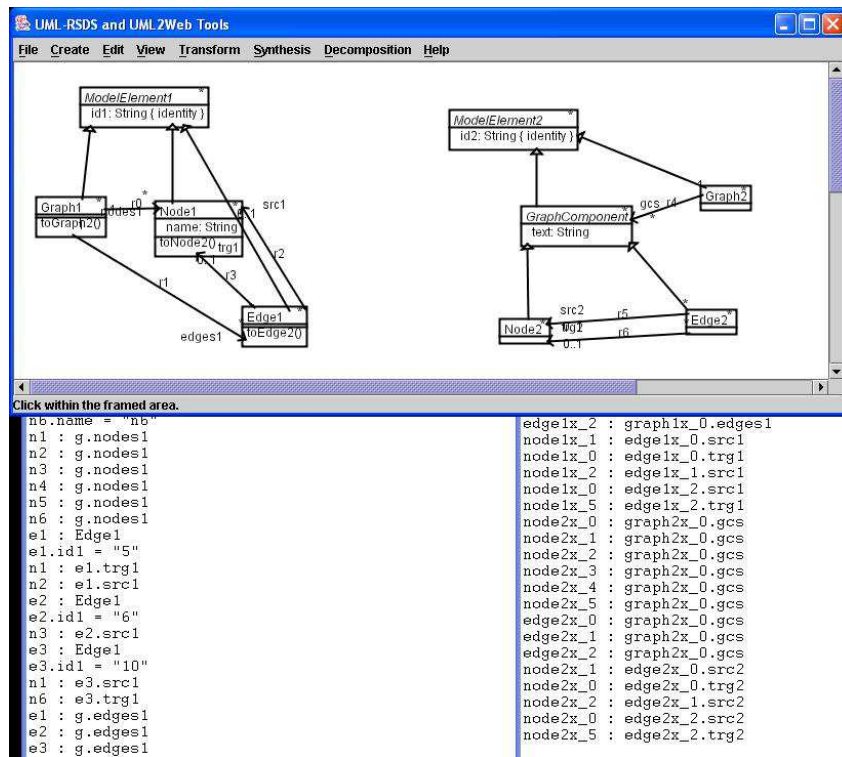 UML-RSDS and UML2Web Tools
File Create Edit View Transform Synthesis Decomposition Help
ModelElement1 *
id1: String { identity }
Graph1 *
toGraph2()
nodes1
r0
*
Node1 *
name: String
toNode2()
src1
trg1
0..1
r1
r2
r3
Edge1 *
toEdge2()
edges1
*
ModelElement2 *
id2: String { identity }
Graph2 *
gcs r4
*
GraphComponent *
text: String
src2
r5
Node2 *
0..1
r6
Edge2 *
Click within the framed area.
n6.name = "n6"
n1 : g.nodes1
n2 : g.nodes1
n3 : g.nodes1
n4 : g.nodes1
n5 : g.nodes1
n6 : g.nodes1
e1 : Edge1
e1.id1 = "5"
n1 : e1.trg1
n2 : e1.src1
e2 : Edge1
e2.id1 = "6"
n3 : e2.src1
e3 : Edge1
e3.id1 = "10"
n1 : e3.src1
n6 : e3.trg1
e1 : g.edges1
e2 : g.edges1
e3 : g.edges1
edge1x_2 : graph1x_0.edges1
node1x_1 : edge1x_0.src1
node1x_0 : edge1x_0.trg1
node1x_2 : edge1x_1.src1
node1x_0 : edge1x_2.src1
node1x_5 : edge1x_2.trg1
node2x_0 : graph2x_0.gcs
node2x_1 : graph2x_0.gcs
node2x_2 : graph2x_0.gcs
node2x_3 : graph2x_0.gcs
node2x_4 : graph2x_0.gcs
node2x_5 : graph2x_0.gcs
edge2x_0 : graph2x_0.gcs
edge2x_1 : graph2x_0.gcs
edge2x_2 : graph2x_0.gcs
node2x_1 : edge2x_0.src2
node2x_0 : edge2x_0.trg2
node2x_2 : edge2x_1.src2
node2x_0 : edge2x_2.src2
node2x_5 : edge2x_2.trg2